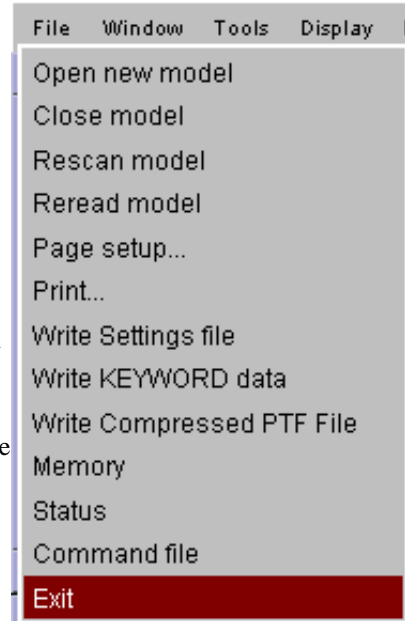 File Window Tools Display
Open new model
Close model
Rescan model
Reread model
Page setup...
Print...
Write Settings file
Write KEYWORD data
Write Compressed PTF File
e
Memory
Status
Command file
Exit